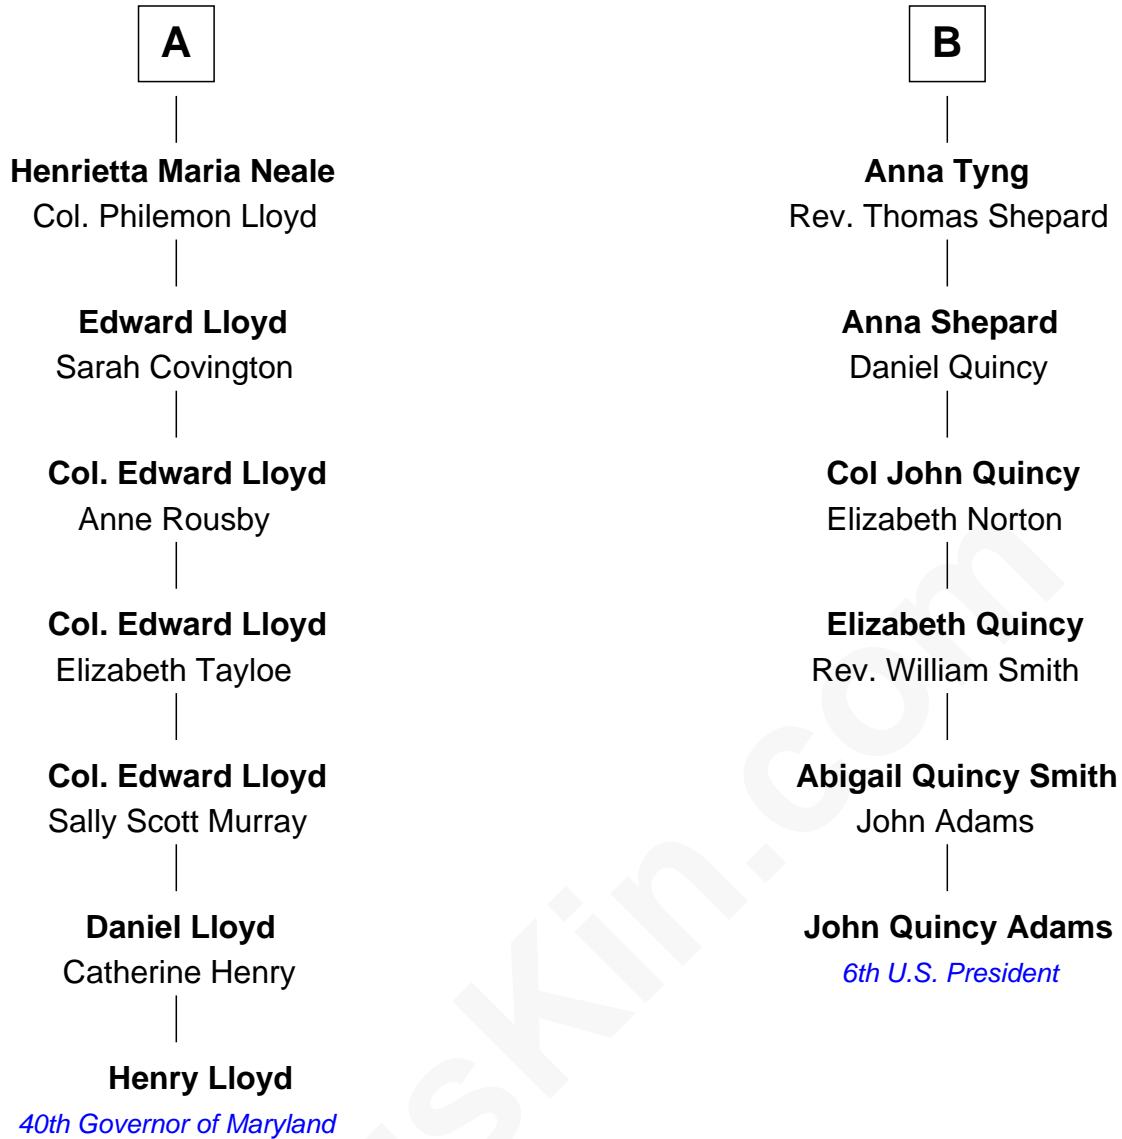 A
Henrietta Maria Neale
Col. Philemon Lloyd
Edward Lloyd
Sarah Covington
Col. Edward Lloyd
Anne Rousby
Col. Edward Lloyd
Elizabeth Tayloe
Col. Edward Lloyd
Sally Scott Murray
Daniel Lloyd
Catherine Henry
Henry Lloyd
40th Governor of Maryland
B
Anna Tyng
Rev. Thomas Shepard
Anna Shepard
Daniel Quincy
Col John Quincy
Elizabeth Norton
Elizabeth Quincy
Rev. William Smith
Abigail Quincy Smith
John Adams
John Quincy Adams
6th U.S. President
sKin.com